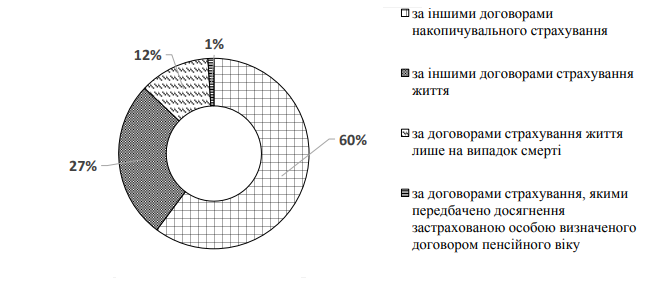 1%
12%
60%
27%
за іншими договорами
накопичувального страхування
за іншими договорами страхування
життя
за договорами страхування життя
лише на випадок смерті
за договорами страхування, якими
передбачено досягнення
застрахованою особою визначеного
договором пенсійного віку